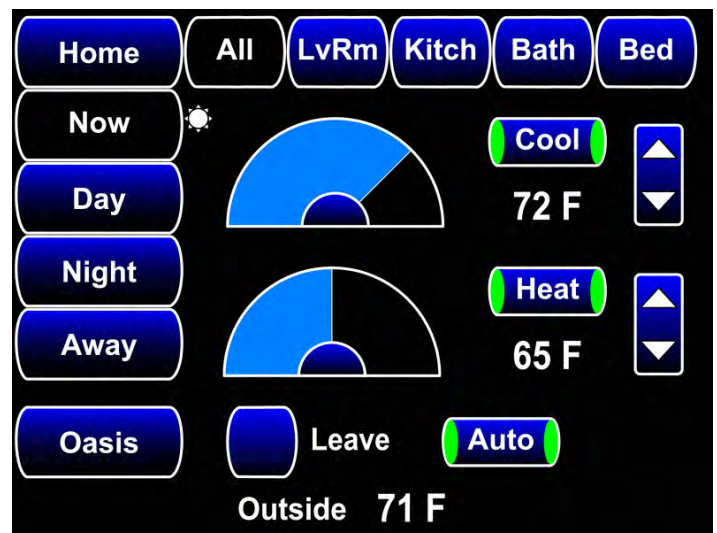 Home All LvRm Kitch Bath Bed
Now
Cool
Day
72 F
Night
Heat
Away
65 F
Oasis Leave Auto
Outside 71 F